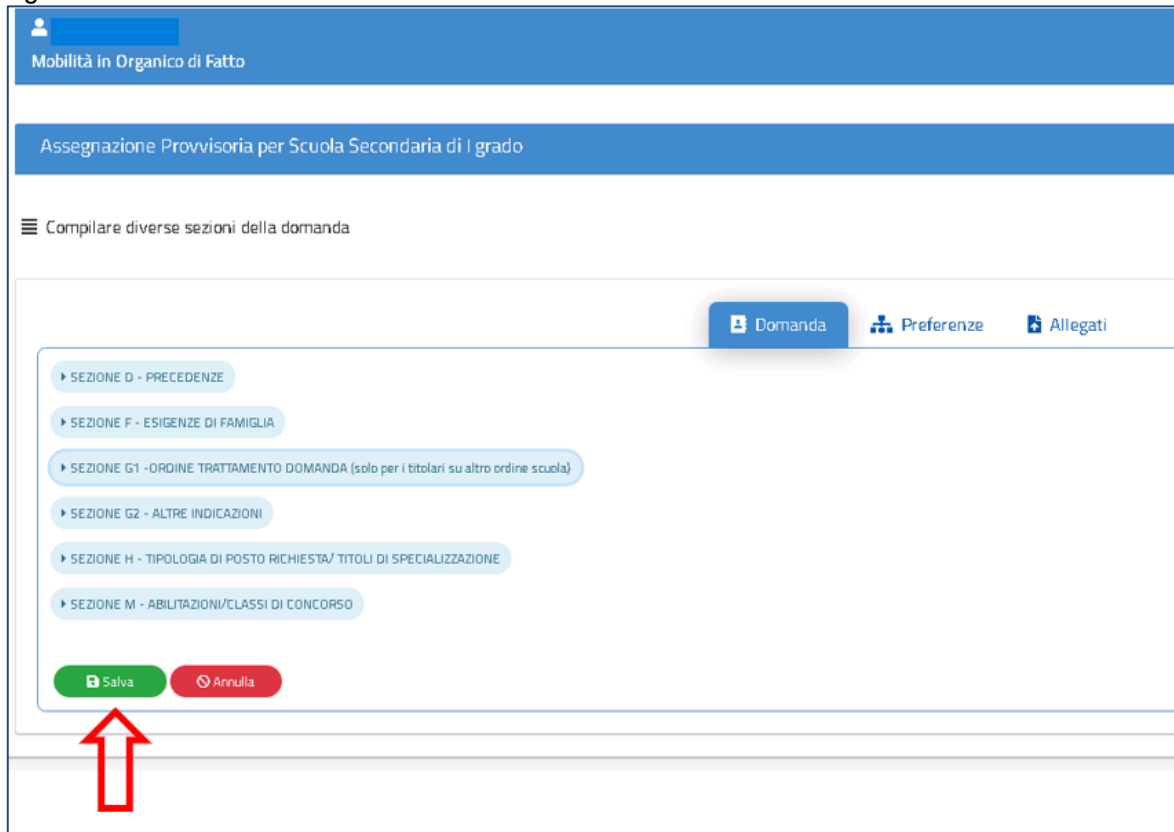 Mobilità in Organico di Fatto
Assegnazione Provvisoria per Scuola Secondaria di I grado
Compilare diverse sezioni della domanda
Domanda Preferenze Allegati
SEZIONE D - PRECEDENZE
SEZIONE F - ESIGENZE DI FAMIGLIA
SEZIONE G1 -ORDINE TRATTAMENTO DOMANDA (solo per i titolari su altro ordine scuola)
SEZIONE G2 - ALTRE INDICAZIONI
SEZIONE H - TIPOLOGIA DI POSTO RICHIESTA/ TITOLI DI SPECIALIZZAZIONE
SEZIONE M - ABILITAZIONI/CLASSI DI CONCORSO
Salva Annulla